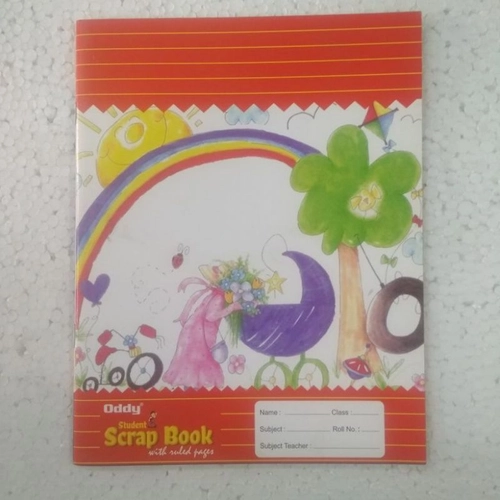 Oddy
Student
Scrap Book
with ruled pages
Name : Class :
Subject : Roll No. :
Subject Teacher :